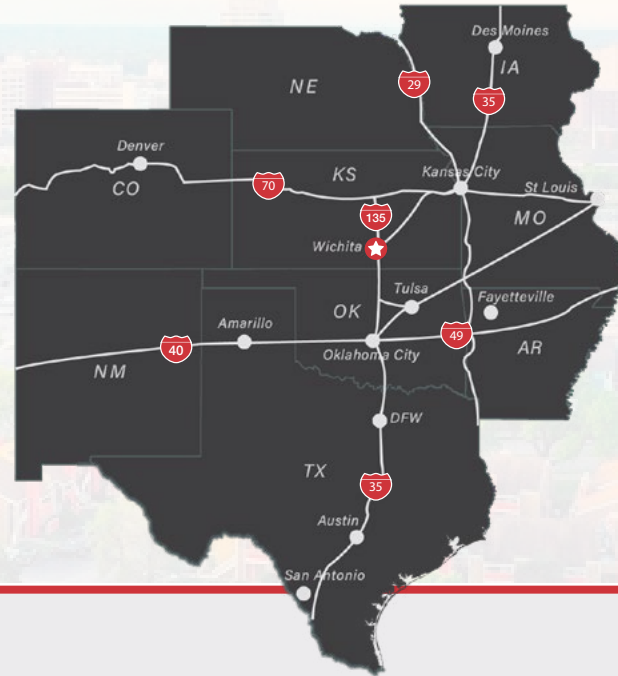 Des Moines
IA
NE
29
35
Denver
CO
70
KS
Kansas City
St Louis
MO
135
Wichita
Tulsa
Fayetteville
OK
Amarillo
40
Oklahoma City
49
AR
NM
DFW
TX
35
Austin
San Antonio